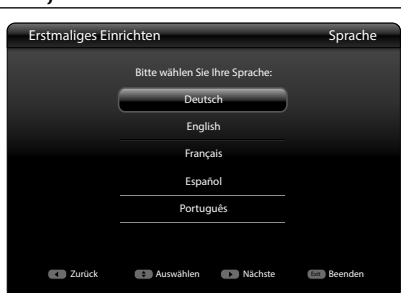 Erstmaliges Einrichten Sprache
Bitte wählen Sie Ihre Sprache:
Deutsch
English
Français
Español
Português
Zurück Auswählen Nächste Exit Beenden